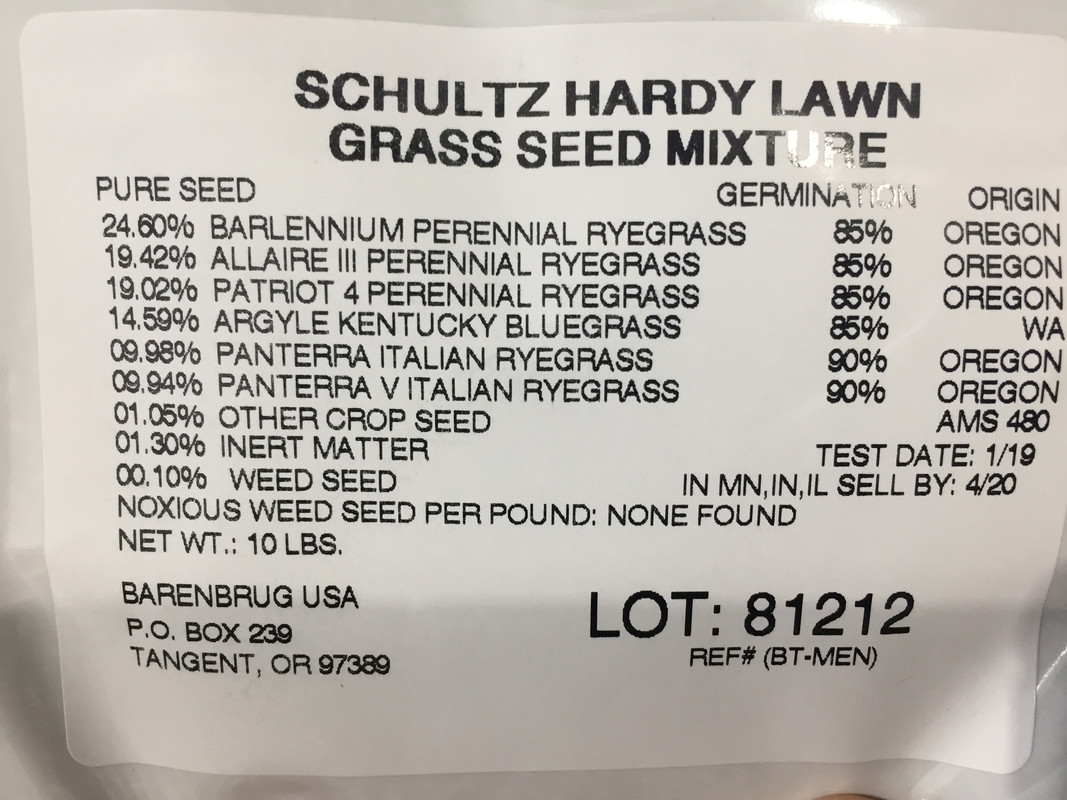 SCHULTZ HARDY LAWN
GRASS SEED MIXTURE
PURE SEED GERMINATION ORIGIN
24.60% BARLENNIUM PERENNIAL RYEGRASS 85% OREGON
19.42% ALLAIRE III PERENNIAL RYEGRASS 85% OREGON
19.02% PATRIOT 4 PERENNIAL RYEGRASS 85% OREGON
14.59% ARGYLE KENTUCKY BLUEGRASS 85% WA
09.98% PANTERRA ITALIAN RYEGRASS 90% OREGON
09.94% PANTERRA V ITALIAN RYEGRASS 90% OREGON
01.05% OTHER CROP SEED AMS 480
01.30% INERT MATTER TEST DATE: 1/19
00.10% WEED SEED IN MN,IN,IL SELL BY: 4/20
NOXIOUS WEED SEED PER POUND: NONE FOUND
NET WT.: 10 LBS.
BARENBRUG USA
P.O. BOX 239
TANGENT, OR 97389
LOT: 81212
REF# (BT-MEN)